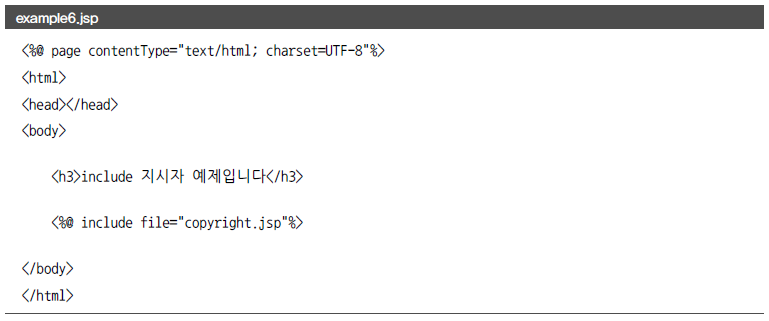 example6.jsp
<%@ page contentType="text/html; charset=UTF-8"%>
<html>
<head></head>
<body>
<h3>include 지시자 예제입니다</h3>
<%@ include file="copyright.jsp"%>
</body>
</html>